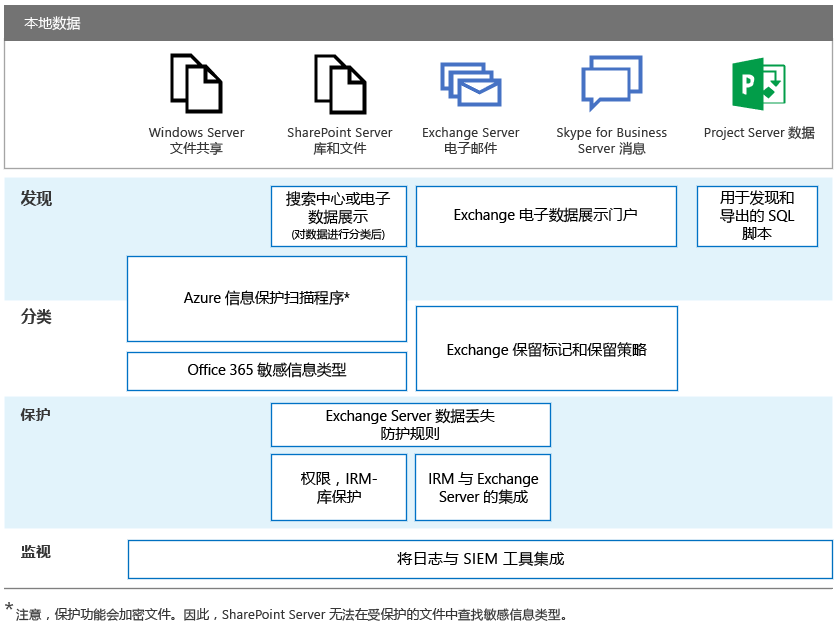 本地数据
Windows Server
文件共享
SharePoint Server
库和文件
Exchange Server
电子邮件
Skype for Business
Server 消息
P
Project Server 数据
发现
搜索中心或电子
数据展示
(对数据进行分类后)
Exchange 电子数据展示门户
用于发现和
导出的 SQL
脚本
Azure 信息保护扫描程序*
分类
Exchange 保留标记和保留策略
Office 365 敏感信息类型
保护
Exchange Server 数据丢失
防护规则
权限，IRM-
库保护
IRM 与 Exchange
Server 的集成
监视
将日志与 SIEM 工具集成
*注意，保护功能会加密文件。因此，SharePoint Server 无法在受保护的文件中查找敏感信息类型。